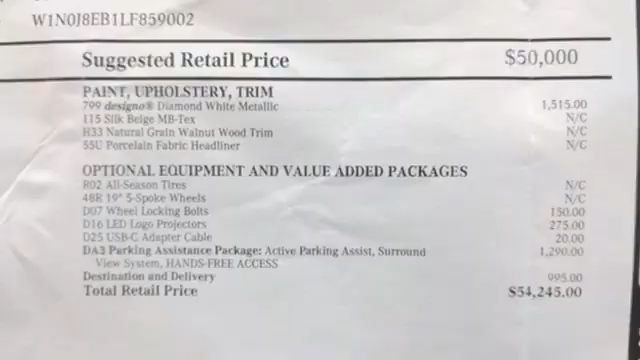 W1N0J8EB1LF859002
Suggested Retail Price $50,000
PAINT, UPHOLSTERY, TRIM
799 designo® Diamond White Metallic 1,515.00
115 Silk Beige MB-Tex N/C
H33 Natural Grain Walnut Wood Trim N/C
55U Porcelain Fabric Headliner N/C
OPTIONAL EQUIPMENT AND VALUE ADDED PACKAGES
R02 All-Season Tires N/C
48R 19" 5-Spoke Wheels N/C
D07 Wheel Locking Bolts 150.00
D16 LED Logo Projectors 275.00
D25 USB-C Adapter Cable 20.00
DA3 Parking Assistance Package: Active Parking Assist, Surround 1,290.00
View System, HANDS-FREE ACCESS
Destination and Delivery 995.00
Total Retail Price $54,245.00